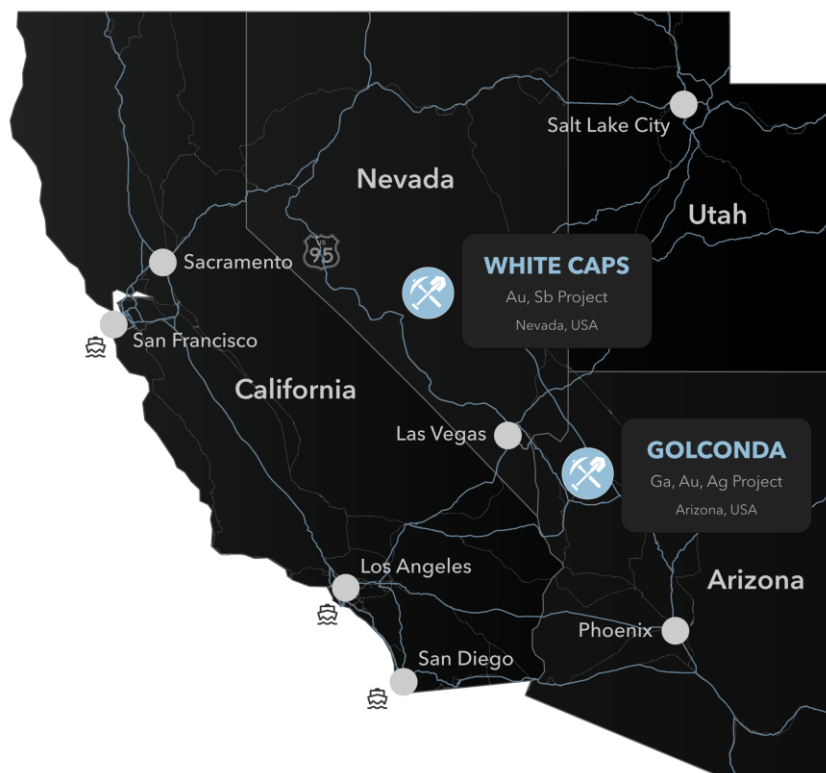 Salt Lake City
Nevada
Utah
US
95
Sacramento
WHITE CAPS
Au, Sb Project
Nevada, USA
San Francisco
California
Las Vegas
GOLCONDA
Ga, Au, Ag Project
Arizona, USA
Los Angeles
Arizona
Phoenix
San Diego